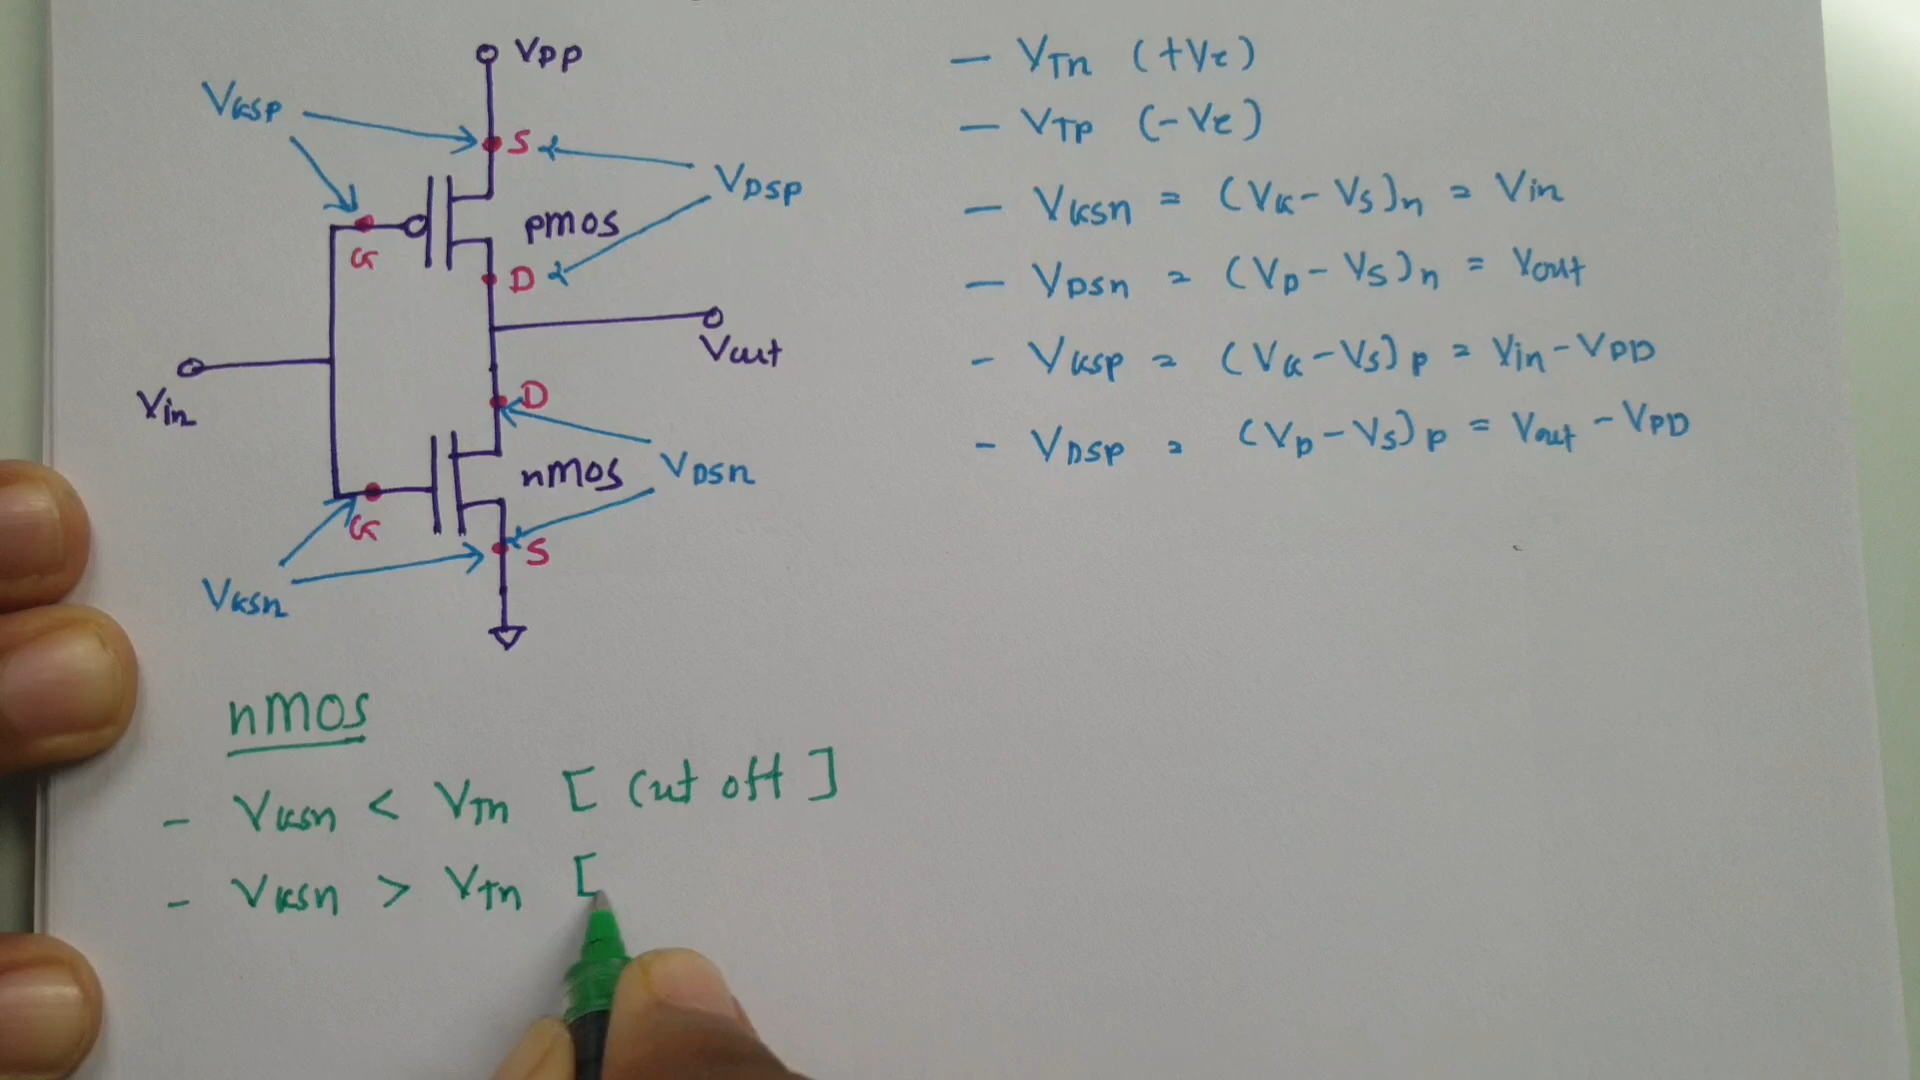 VDD
VGSP
S
VDSP
pmos
G
D
Vout
Vin
D
nmos
VDSn
G
S
VGSn
- VTn (+Ve)
- VTP (-Ve)
- VGSn = (VG - VS)n = Vin
- VDSn = (VD - VS)n = Vout
- VGSP = (VG - VS)P = Vin - VDD
- VDSP = (VD - VS)P = Vout - VDD
nmos
- VGSn < VTn [ Cut off ]
- VGSn > VTn [